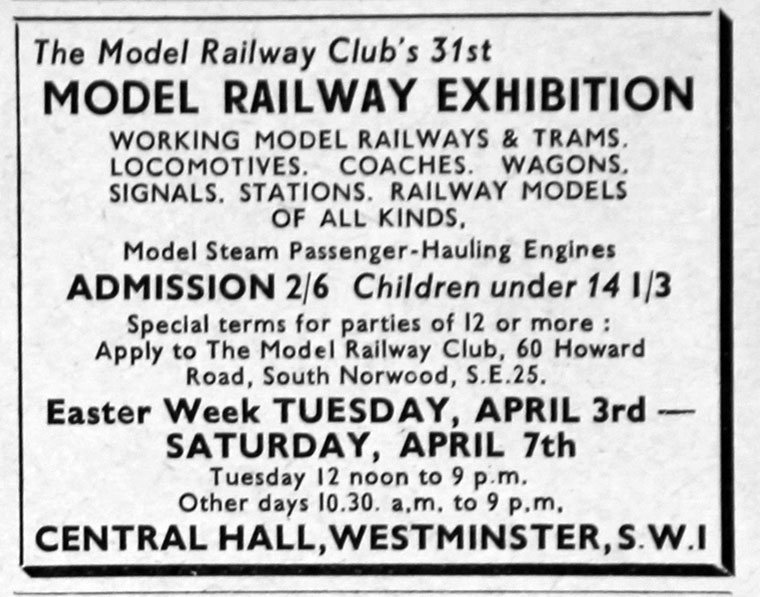 The Model Railway Club's 31st
MODEL RAILWAY EXHIBITION
WORKING MODEL RAILWAYS & TRAMS.
LOCOMOTIVES. COACHES. WAGONS.
SIGNALS. STATIONS. RAILWAY MODELS
OF ALL KINDS.
Model Steam Passenger-Hauling Engines
ADMISSION 2/6 Children under 14 1/3
Special terms for parties of 12 or more :
Apply to The Model Railway Club, 60 Howard
Road, South Norwood, S.E.25.
Easter Week TUESDAY, APRIL 3rd —
SATURDAY, APRIL 7th
Tuesday 12 noon to 9 p.m.
Other days 10.30. a.m. to 9 p.m.
CENTRAL HALL, WESTMINSTER, S.W.1